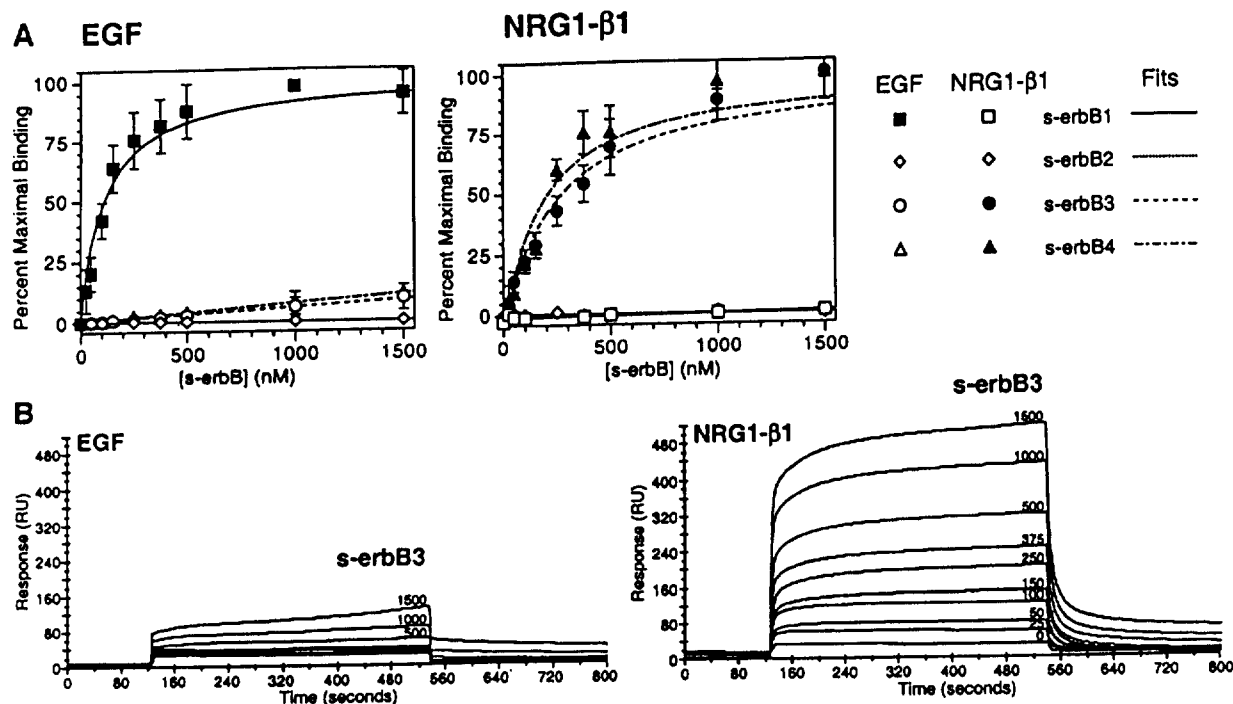 A
EGF
Percent Maximal Binding
100
75
50
25
0
0
500
1000
1500
[s-erbB] (nM)
NRG1-β1
Percent Maximal Binding
100
75
50
25
0
0
500
1000
1500
[s-erbB] (nM)
EGF NRG1-β1 Fits
s-erbB1
s-erbB2
s-erbB3
s-erbB4
B
EGF
Response (RU)
480
400
320
240
160
80
0
s-erbB3
1500
1000
500
0 80 160 240 320 400 480 560 640 720 800
Time (seconds)
s-erbB3
NRG1-β1
Response (RU)
480
400
320
240
160
80
0
1500
1000
500
375
250
150
100
50
25
0
0 80 160 240 320 400 480 560 640 720 800
Time (seconds)